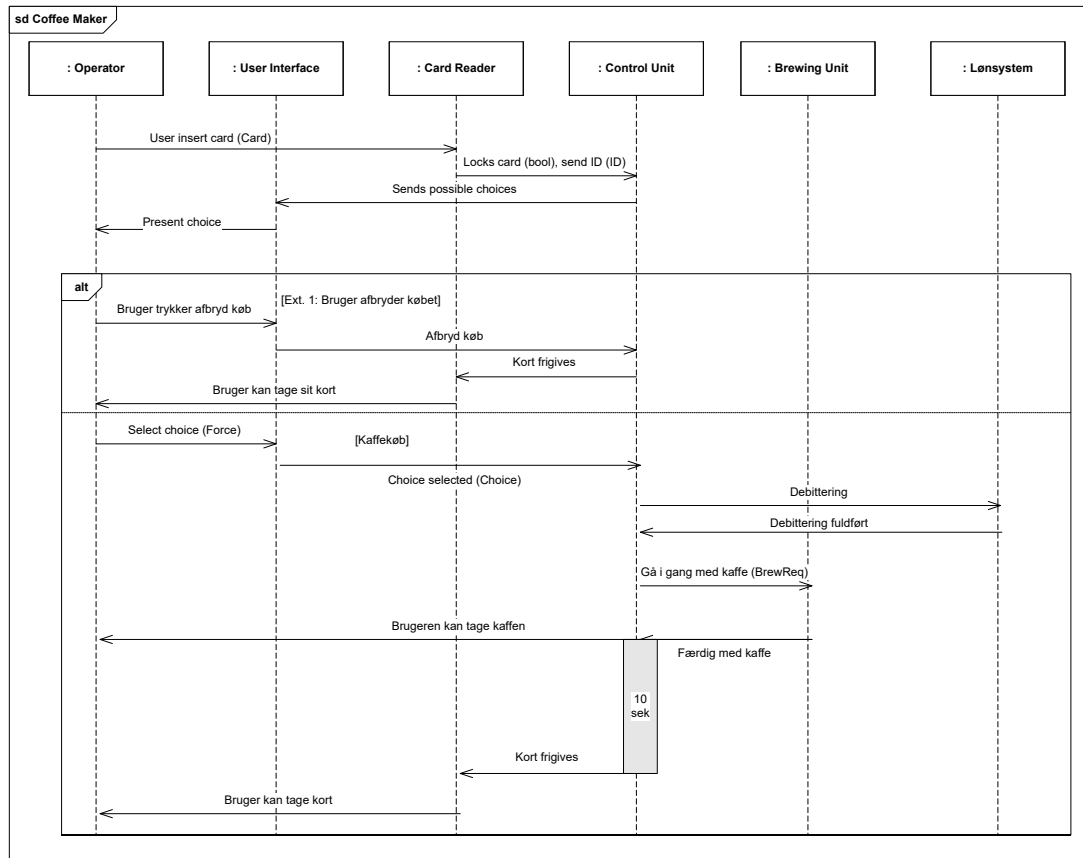 sd Coffee Maker
: Operator
: User Interface
: Card Reader
: Control Unit
: Brewing Unit
: Lønsystem
User insert card (Card)
Locks card (bool), send ID (ID)
Sends possible choices
Present choice
alt
[Ext. 1: Bruger afbryder købet]
Bruger trykker afbryd køb
Afbryd køb
Kort frigives
Bruger kan tage sit kort
Select choice (Force)
[Kaffekøb]
Choice selected (Choice)
Debittering
Debittering fuldført
Gå i gang med kaffe (BrewReq)
Brugeren kan tage kaffen
Færdig med kaffe
10
sek
Kort frigives
Bruger kan tage kort